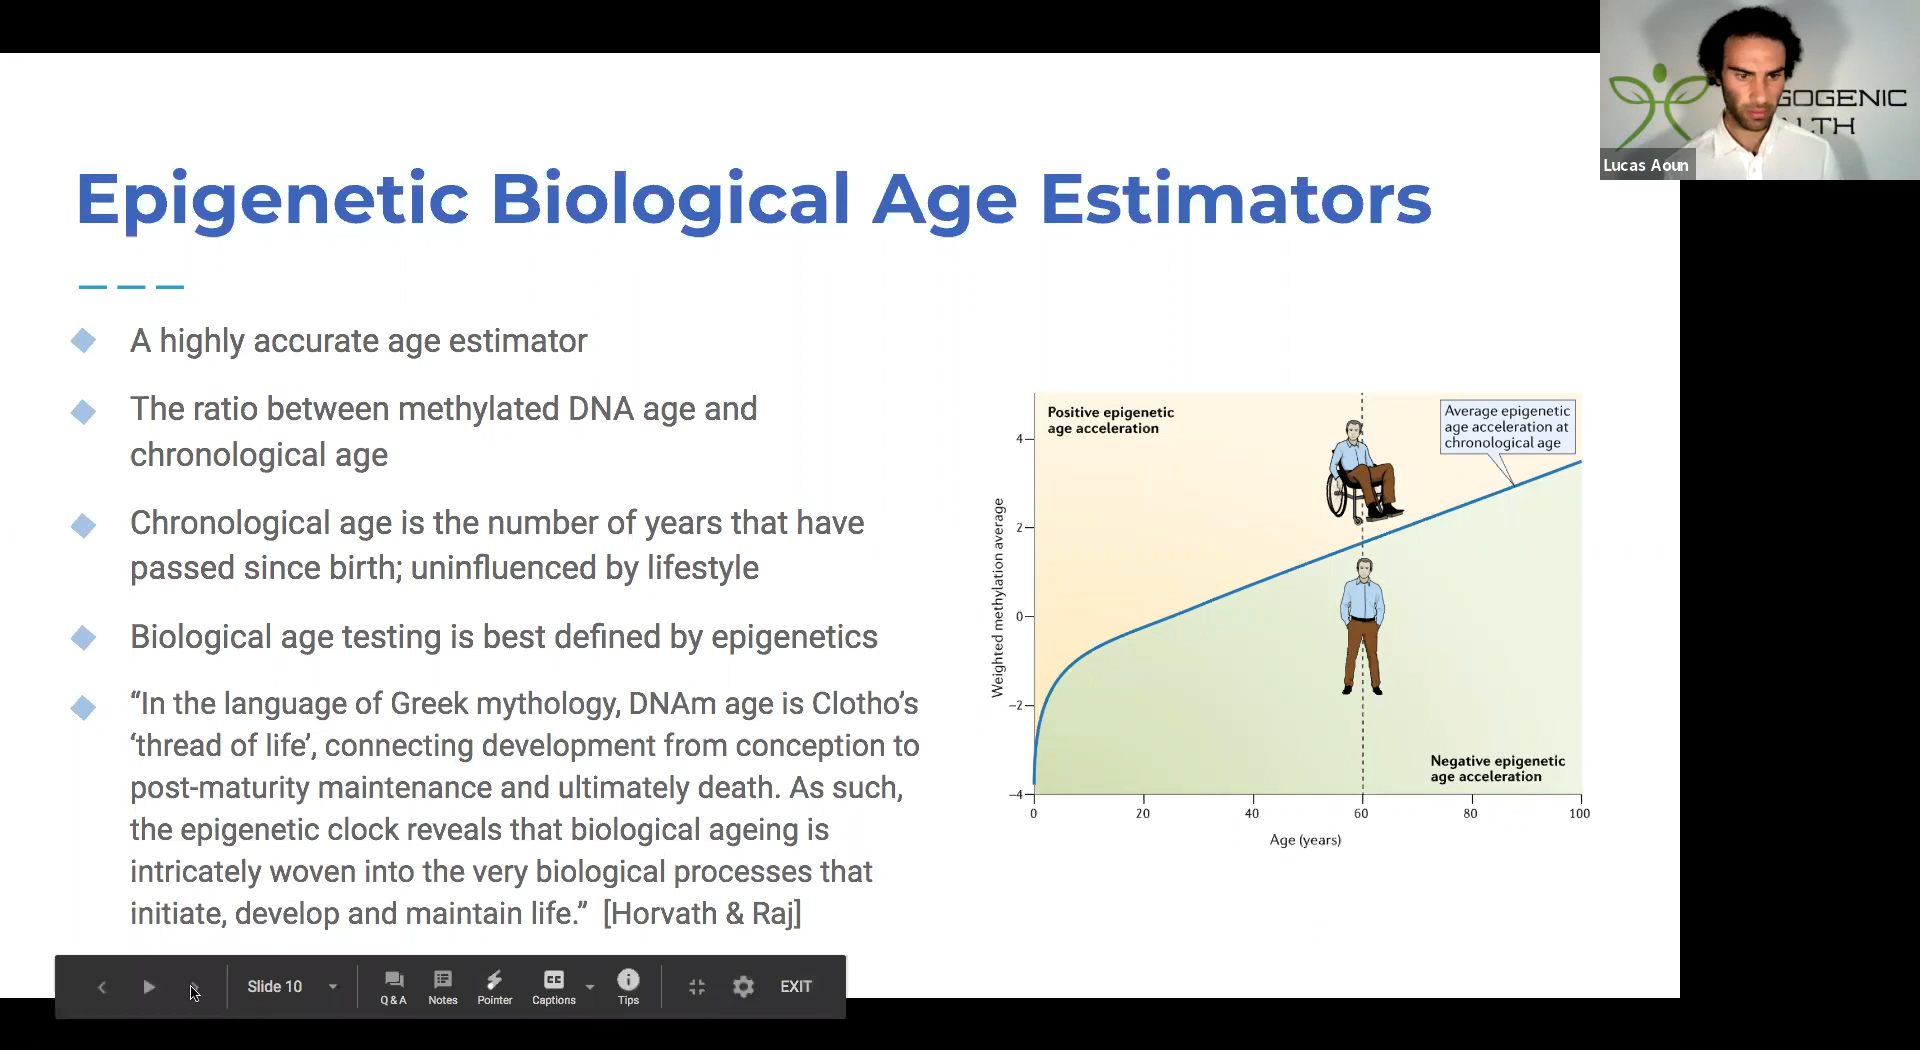 Epigenetic Biological Age Estimators
A highly accurate age estimator
The ratio between methylated DNA age and
chronological age
Chronological age is the number of years that have
passed since birth; uninfluenced by lifestyle
Biological age testing is best defined by epigenetics
“In the language of Greek mythology, DNAm age is Clotho’s
‘thread of life’, connecting development from conception to
post-maturity maintenance and ultimately death. As such,
the epigenetic clock reveals that biological ageing is
intricately woven into the very biological processes that
initiate, develop and maintain life.” [Horvath & Raj]
Positive epigenetic
age acceleration
Average epigenetic
age acceleration at
chronological age
Weighted methylation average
4
2
0
–2
–4
Negative epigenetic
age acceleration
0 20 40 60 80 100
Age (years)
GOGENIC
LTH
Lucas Aoun
Slide 10
Q & A
Notes
Pointer
CC
Captions
Tips
EXIT